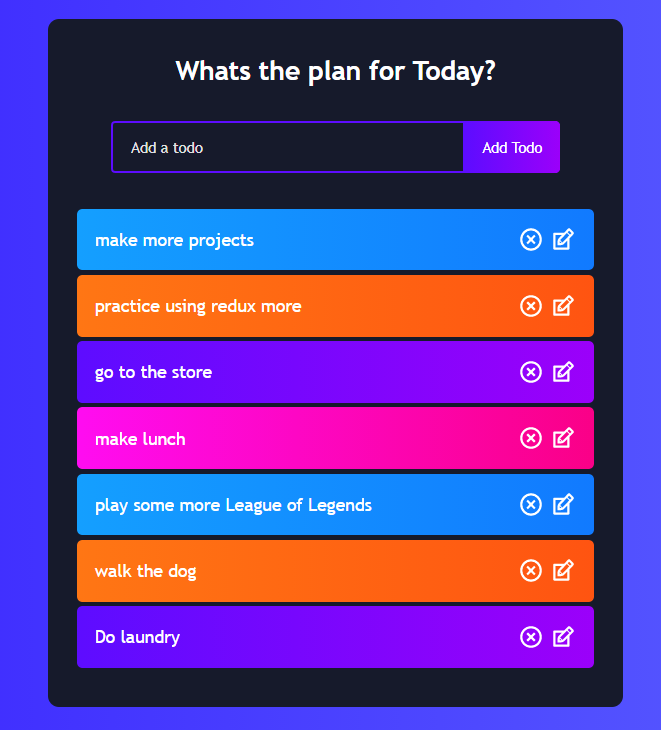 Whats the plan for Today?
Add a todo
Add Todo
make more projects
practice using redux more
go to the store
make lunch
play some more League of Legends
walk the dog
Do laundry